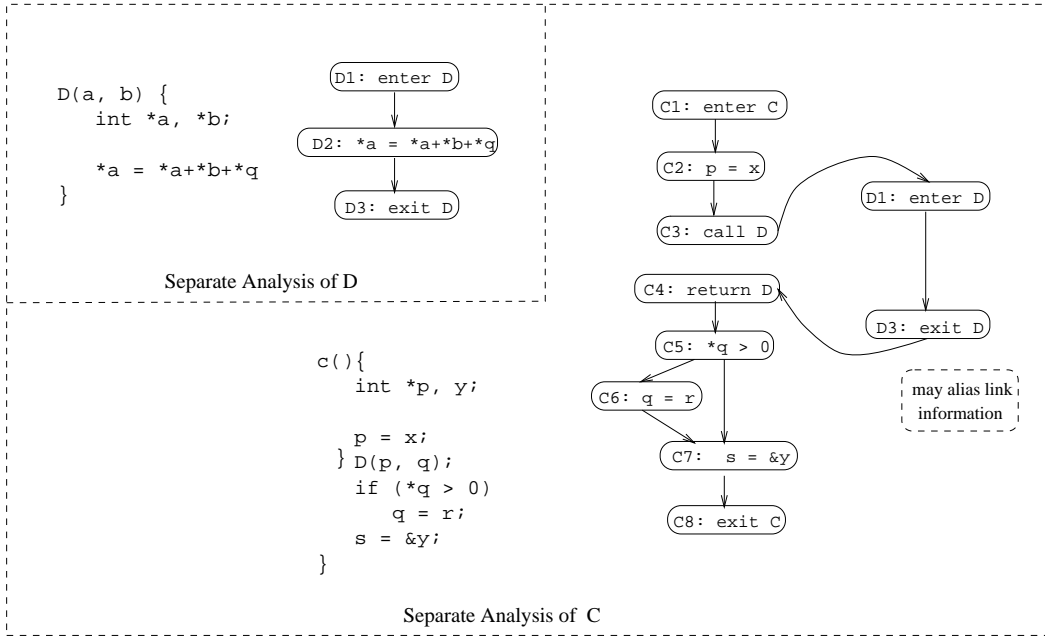 D(a, b) {
int *a, *b;
*a = *a+*b+*q
}
D1: enter D
D2: *a = *a+*b+*q
D3: exit D
Separate Analysis of D
C1: enter C
C2: p = x
C3: call D
D1: enter D
C4: return D
D3: exit D
C5: *q > 0
C6: q = r
C7: s = &y
C8: exit C
may alias link
information
c(){
int *p, y;
p = x;
} D(p, q);
if (*q > 0)
q = r;
s = &y;
}
Separate Analysis of C